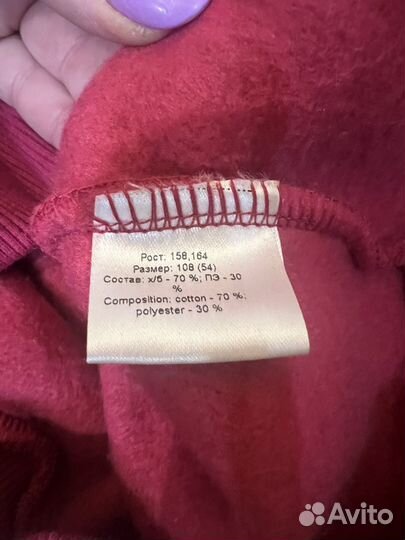 Рост: 158,164
Размер: 108 (54)
Состав: х/б - 70 %; ПЭ - 30
%
Composition: cotton - 70 %;
polyester - 30 %
Avito